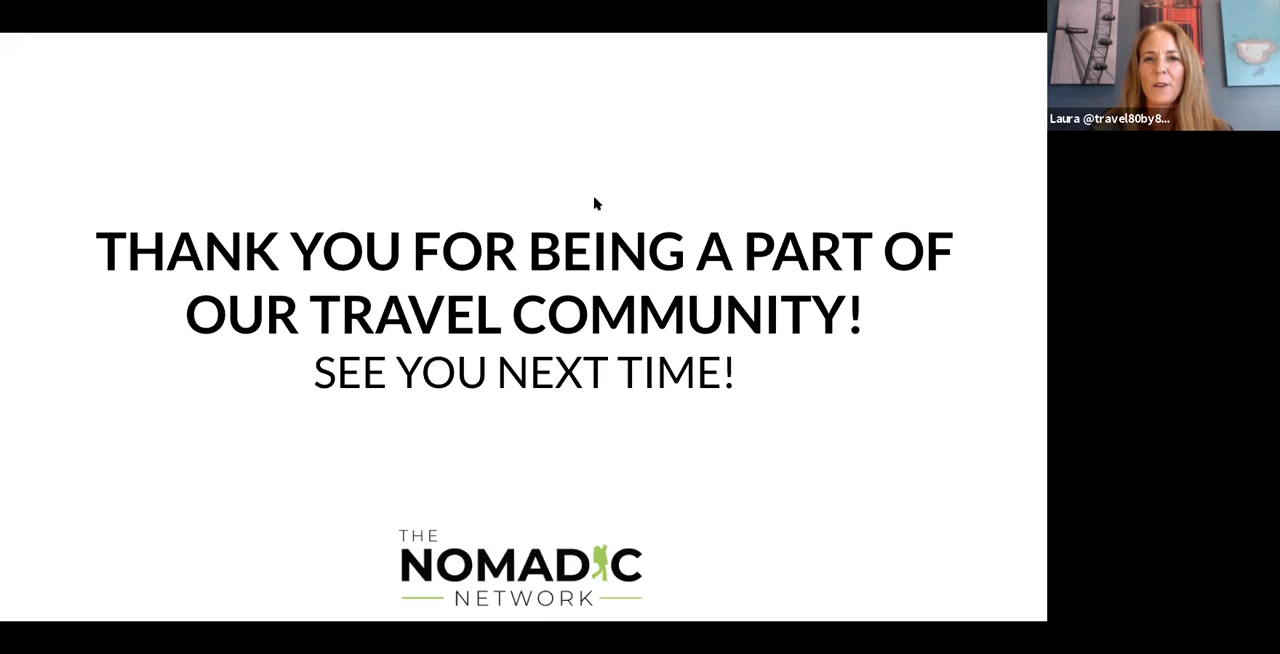 THANK YOU FOR BEING A PART OF
OUR TRAVEL COMMUNITY!
SEE YOU NEXT TIME!
THE
NOMADIC
NETWORK
Laura @travel80by8...